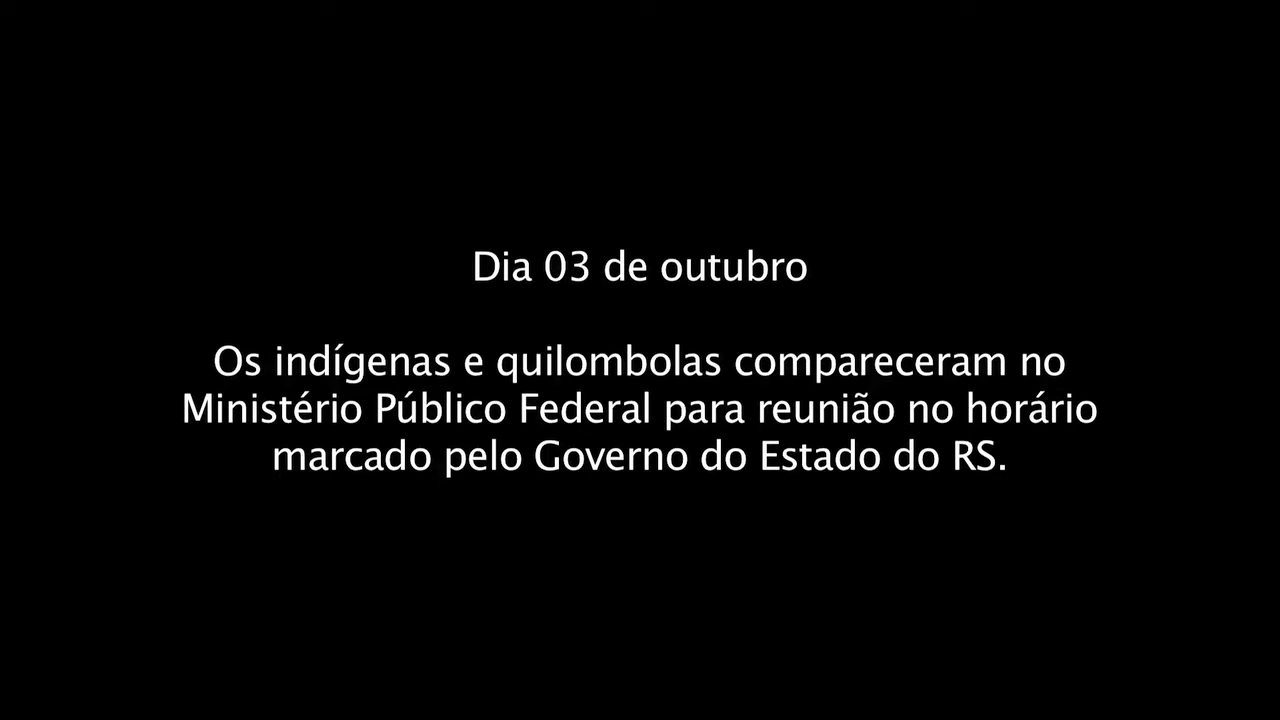 Dia 03 de outubro
Os indígenas e quilombolas compareceram no
Ministério Público Federal para reunião no horário
marcado pelo Governo do Estado do RS.